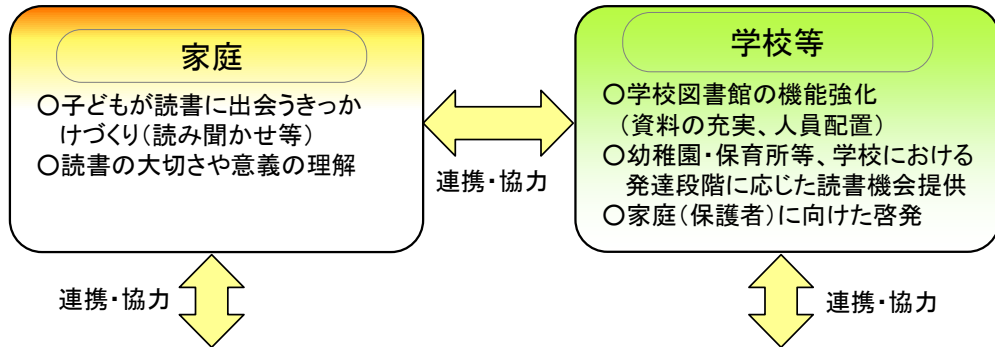 家庭
○子どもが読書に出会うきっか
けづくり(読み聞かせ等)
○読書の大切さや意義の理解
連携・協力
学校等
○学校図書館の機能強化
(資料の充実、人員配置)
○幼稚園・保育所等、学校における
発達段階に応じた読書機会提供
○家庭(保護者)に向けた啓発
連携・協力
連携・協力